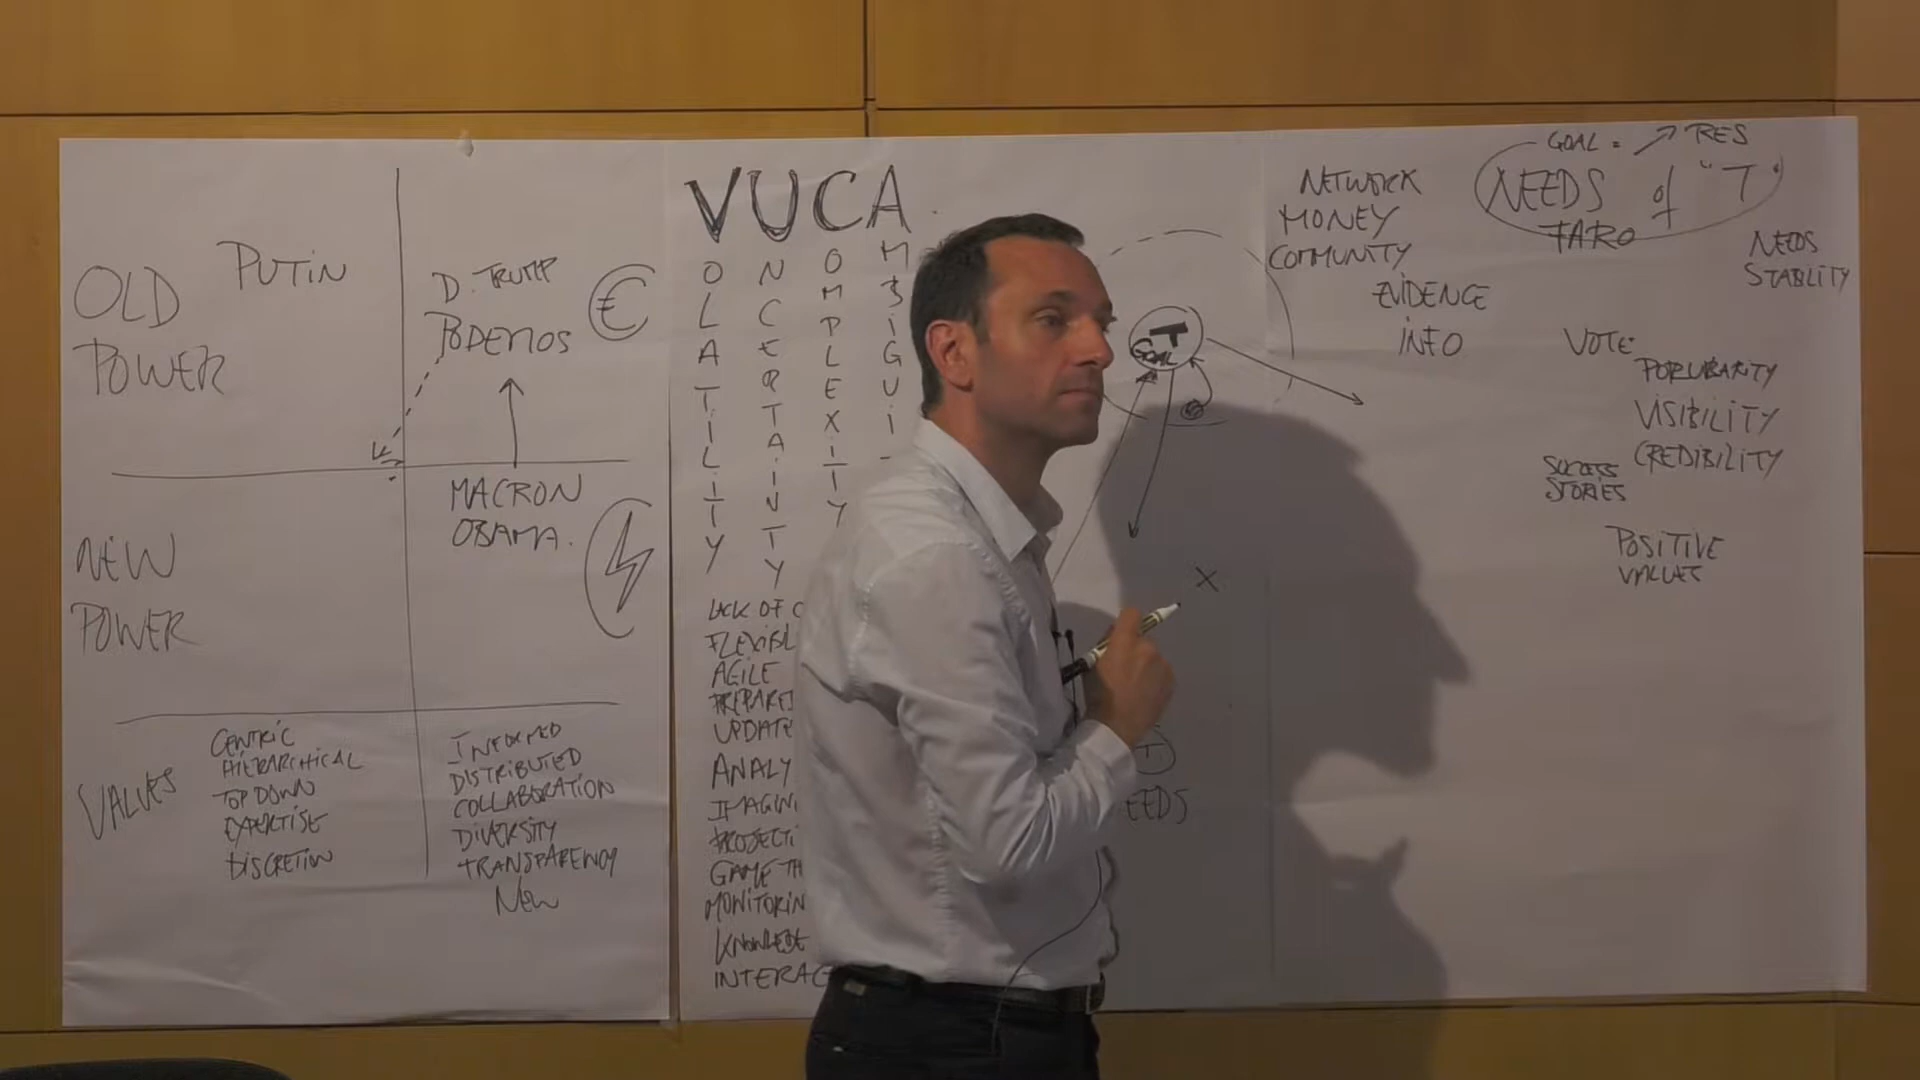 OLD
POWER
PUTIN
D. TRUMP
PODEMOS
€
NEW
POWER
MACRON
OBAMA.
VALUES
CENTRIC
HIERARCHICAL
TOP DOWN
EXPERTISE
DISCRETION
INFORMED
DISTRIBUTED
COLLABORATION
DIVERSITY
TRANSPARENCY
NEW
VUCA
OLATILITY
NCERTAINTY
OMPLEXITY
MBIGUI
LACK OF C
FLEXIBL
AGILE
PREPARE
UPDATE
ANALY
IMAGIN
PROJECTI
GAME TH
MONITORIN
KNOWLEDE
INTERAC
T
GOAL
X
T
EEDS
NETWORK
MONEY
COMMUNITY
EVIDENCE
INFO
GOAL = RES
NEEDS of "T"
FARO
NEEDS
STABLITY
VOTE:
PORUBARITY
VISIBILITY
CREDIBILITY
SUCCESS
STORIES
POSITIVE
VALUES